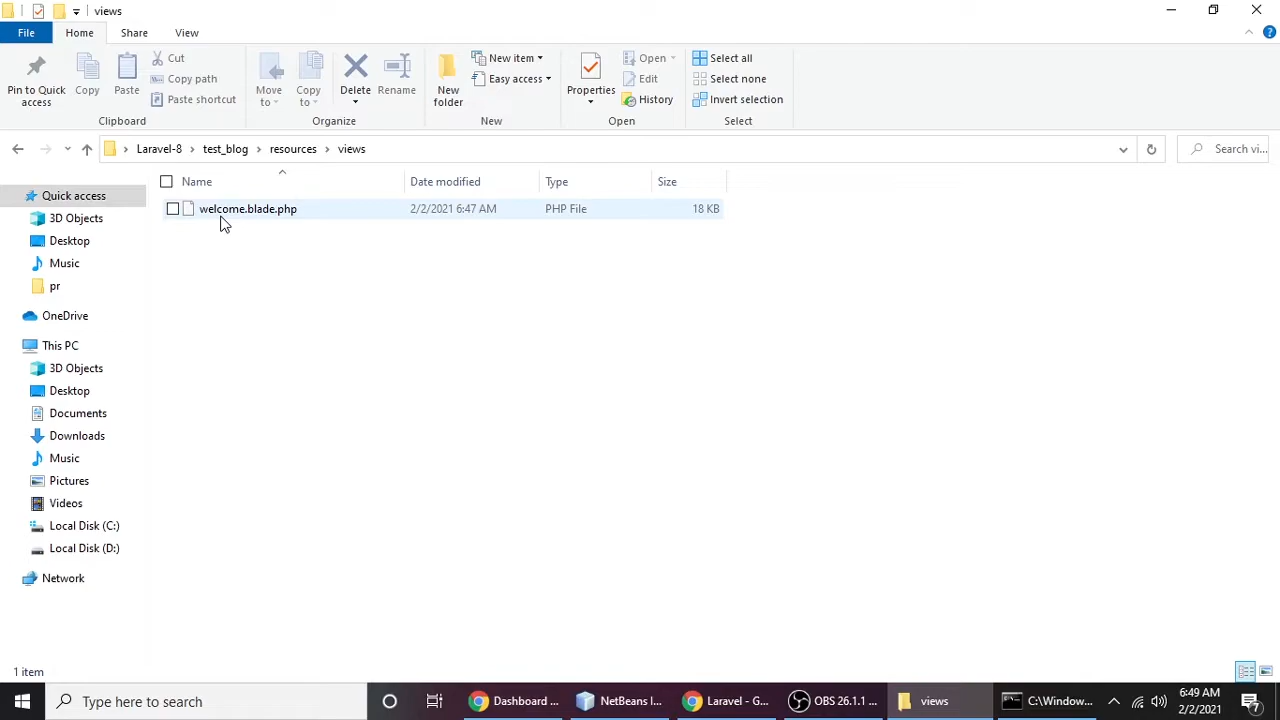 views
File
Home
Share
View
Pin to Quick access
Copy
Paste
Cut
Copy path
Paste shortcut
Clipboard
Move to
Copy to
Delete
Rename
Organize
New folder
New item
Easy access
New
Properties
Open
Edit
History
Open
Select all
Select none
Invert selection
Select
Laravel-8 › test_blog › resources › views
Search vi...
Name Date modified Type Size
welcome.blade.php 2/2/2021 6:47 AM PHP File 18 KB
Quick access
3D Objects
Desktop
Music
pr
OneDrive
This PC
3D Objects
Desktop
Documents
Downloads
Music
Pictures
Videos
Local Disk (C:)
Local Disk (D:)
Network
1 item
Type here to search
Dashboard ...
NetBeans I...
Laravel - G...
OBS 26.1.1 ...
views
C:\Window...
6:49 AM
2/2/2021
7